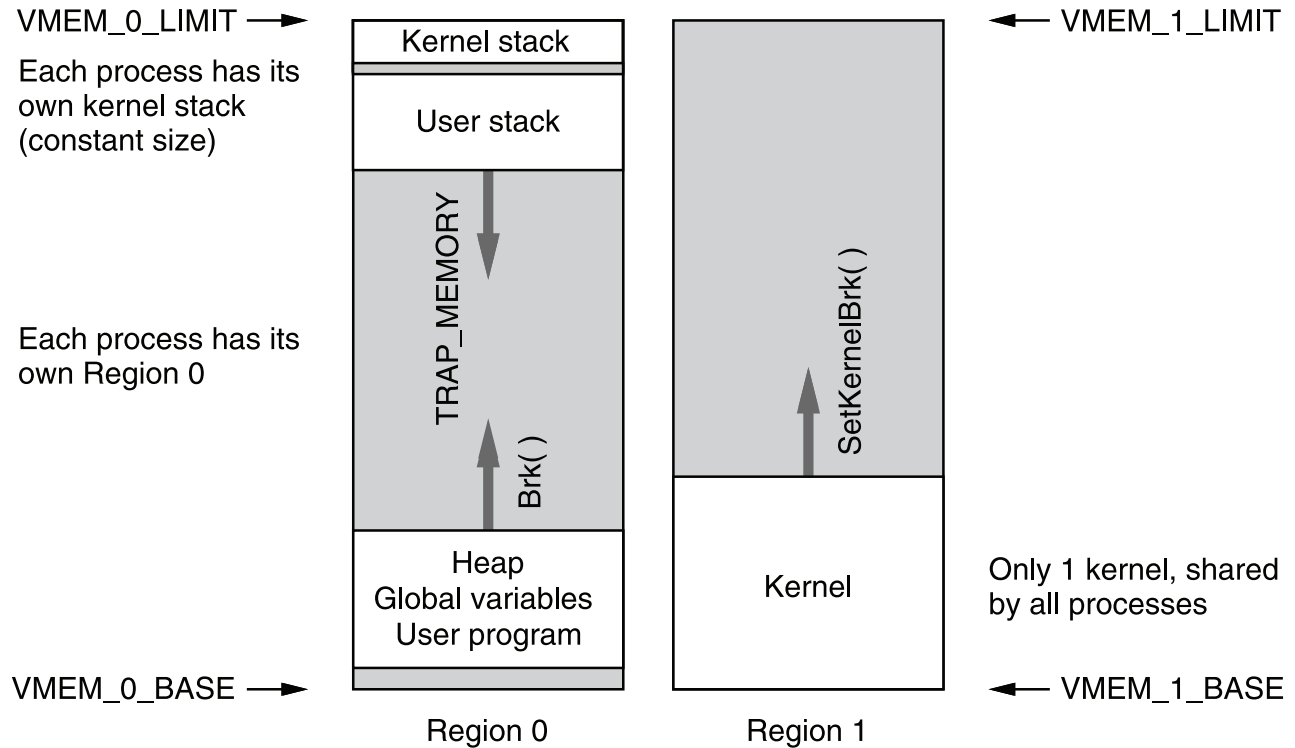 VMEM_0_LIMIT
Kernel stack
VMEM_1_LIMIT
Each process has its
own kernel stack
(constant size)
User stack
TRAP_MEMORY
SetKernelBrk( )
Each process has its
own Region 0
Brk( )
Heap
Global variables
User program
Kernel
Only 1 kernel, shared
by all processes
VMEM_0_BASE
VMEM_1_BASE
Region 0
Region 1